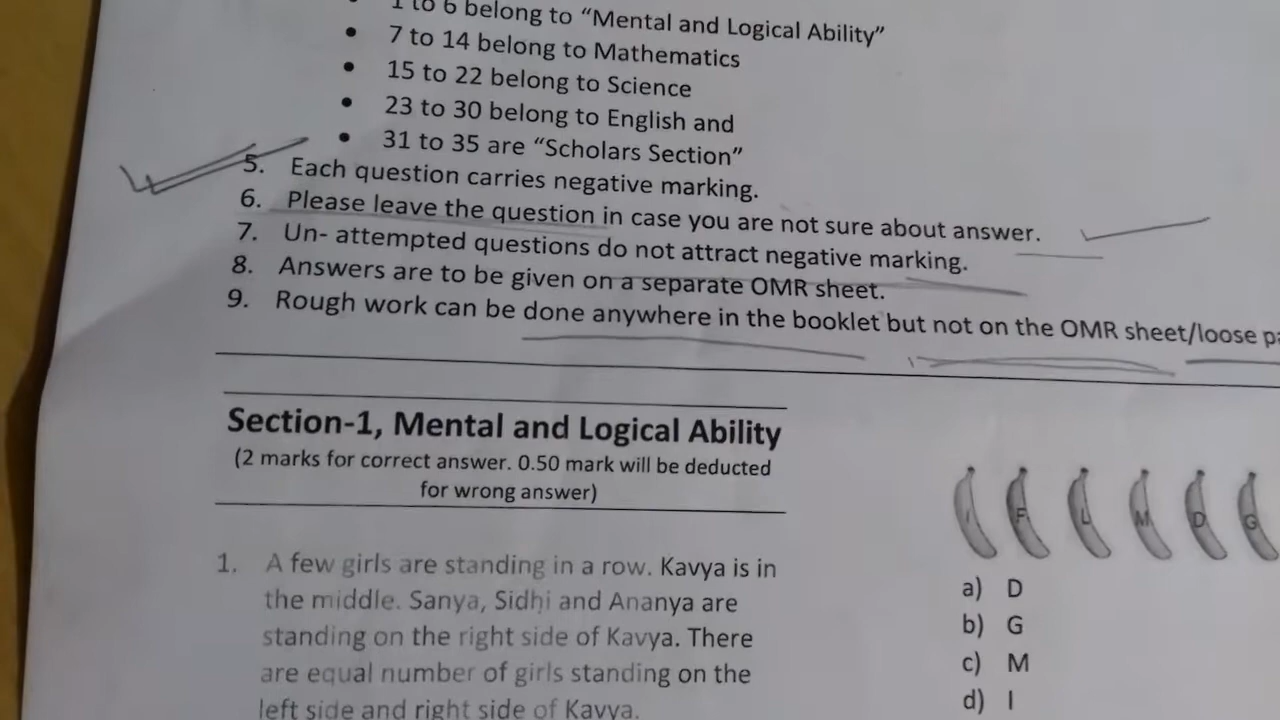 1 to 6 belong to “Mental and Logical Ability”
• 7 to 14 belong to Mathematics
• 15 to 22 belong to Science
• 23 to 30 belong to English and
• 31 to 35 are “Scholars Section”
5. Each question carries negative marking.
6. Please leave the question in case you are not sure about answer.
7. Un- attempted questions do not attract negative marking.
8. Answers are to be given on a separate OMR sheet.
9. Rough work can be done anywhere in the booklet but not on the OMR sheet/loose
Section-1, Mental and Logical Ability
(2 marks for correct answer. 0.50 mark will be deducted
for wrong answer)
1. A few girls are standing in a row. Kavya is in
the middle. Sanya, Sidhi and Ananya are
standing on the right side of Kavya. There
are equal number of girls standing on the
left side and right side of Kavya.
I F L M D G
a) D
b) G
c) M
d) I